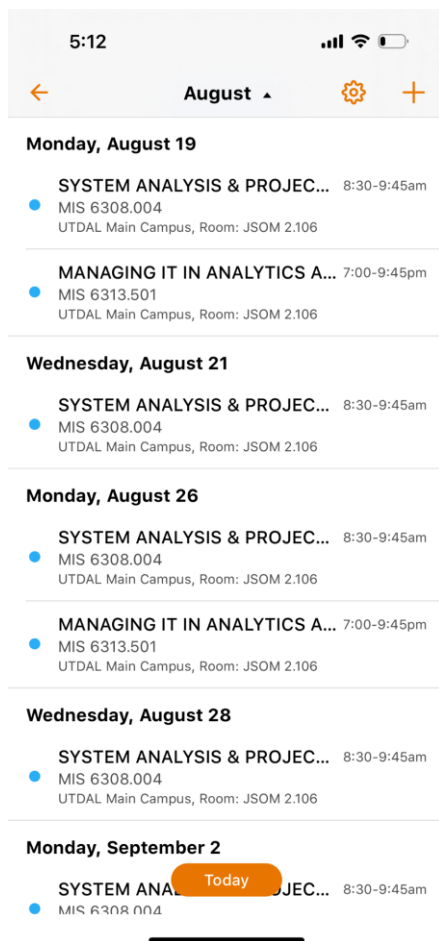 5:12
August
Monday, August 19
SYSTEM ANALYSIS & PROJEC... 8:30-9:45am
MIS 6308.004
UTDAL Main Campus, Room: JSOM 2.106
MANAGING IT IN ANALYTICS A... 7:00-9:45pm
MIS 6313.501
UTDAL Main Campus, Room: JSOM 2.106
Wednesday, August 21
SYSTEM ANALYSIS & PROJEC... 8:30-9:45am
MIS 6308.004
UTDAL Main Campus, Room: JSOM 2.106
Monday, August 26
SYSTEM ANALYSIS & PROJEC... 8:30-9:45am
MIS 6308.004
UTDAL Main Campus, Room: JSOM 2.106
MANAGING IT IN ANALYTICS A... 7:00-9:45pm
MIS 6313.501
UTDAL Main Campus, Room: JSOM 2.106
Wednesday, August 28
SYSTEM ANALYSIS & PROJEC... 8:30-9:45am
MIS 6308.004
UTDAL Main Campus, Room: JSOM 2.106
Monday, September 2
Today
SYSTEM ANA JEC... 8:30-9:45am
MIS 6308.004